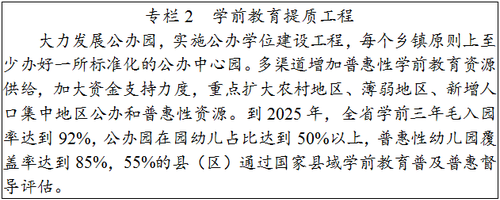 专栏 2 学前教育提质工程
大力发展公办园，实施公办学位建设工程，每个乡镇原则上至
少办好一所标准化的公办中心园。多渠道增加普惠性学前教育资源
供给，加大资金支持力度，重点扩大农村地区、薄弱地区、新增人
口集中地区公办和普惠性资源。到 2025 年，全省学前三年毛入园
率达到 92%，公办园在园幼儿占比达到 50%以上，普惠性幼儿园覆
盖率达到 85%，55%的县（区）通过国家县域学前教育普及普惠督
导评估。